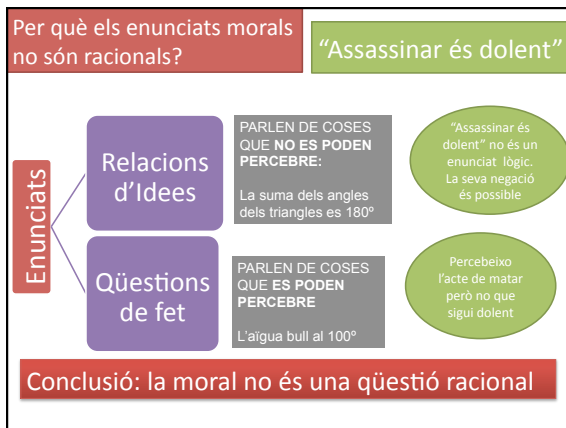 Per què els enunciats morals
no són racionals?
“Assassinar és dolent”
Enunciats
Relacions
d’Idees
PARLEN DE COSES
QUE NO ES PODEN
PERCEBRE:
La suma dels angles
dels triangles es 180º
“Assassinar és
dolent” no és un
enunciat lògic.
La seva negació
és possible
Qüestions
de fet
PARLEN DE COSES
QUE ES PODEN
PERCEBRE
L’aïgua bull al 100º
Percebeixo
l’acte de matar
però no que
sigui dolent
Conclusió: la moral no és una qüestió racional